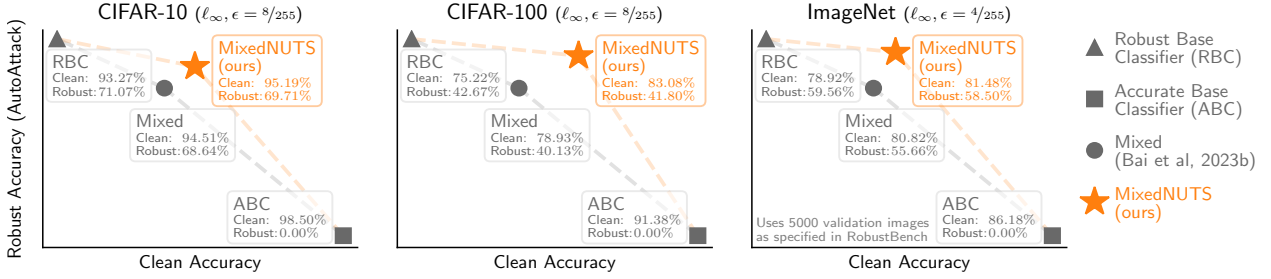 CIFAR-10 (ℓ∞, ϵ = 8/255)
RBC
Clean: 93.27%
Robust: 71.07%
MixedNUTS
(ours)
Clean: 95.19%
Robust: 69.71%
Mixed
Clean: 94.51%
Robust: 68.64%
ABC
Clean: 98.50%
Robust: 0.00%
Robust Accuracy (AutoAttack)
Clean Accuracy
CIFAR-100 (ℓ∞, ϵ = 8/255)
RBC
Clean: 75.22%
Robust: 42.67%
MixedNUTS
(ours)
Clean: 83.08%
Robust: 41.80%
Mixed
Clean: 78.93%
Robust: 40.13%
ABC
Clean: 91.38%
Robust: 0.00%
Clean Accuracy
ImageNet (ℓ∞, ϵ = 4/255)
RBC
Clean: 78.92%
Robust: 59.56%
MixedNUTS
(ours)
Clean: 81.48%
Robust: 58.50%
Mixed
Clean: 80.82%
Robust: 55.66%
ABC
Clean: 86.18%
Robust: 0.00%
Uses 5000 validation images
as specified in RobustBench
Clean Accuracy
Robust Base
Classifier (RBC)
Accurate Base
Classifier (ABC)
Mixed
(Bai et al, 2023b)
MixedNUTS
(ours)